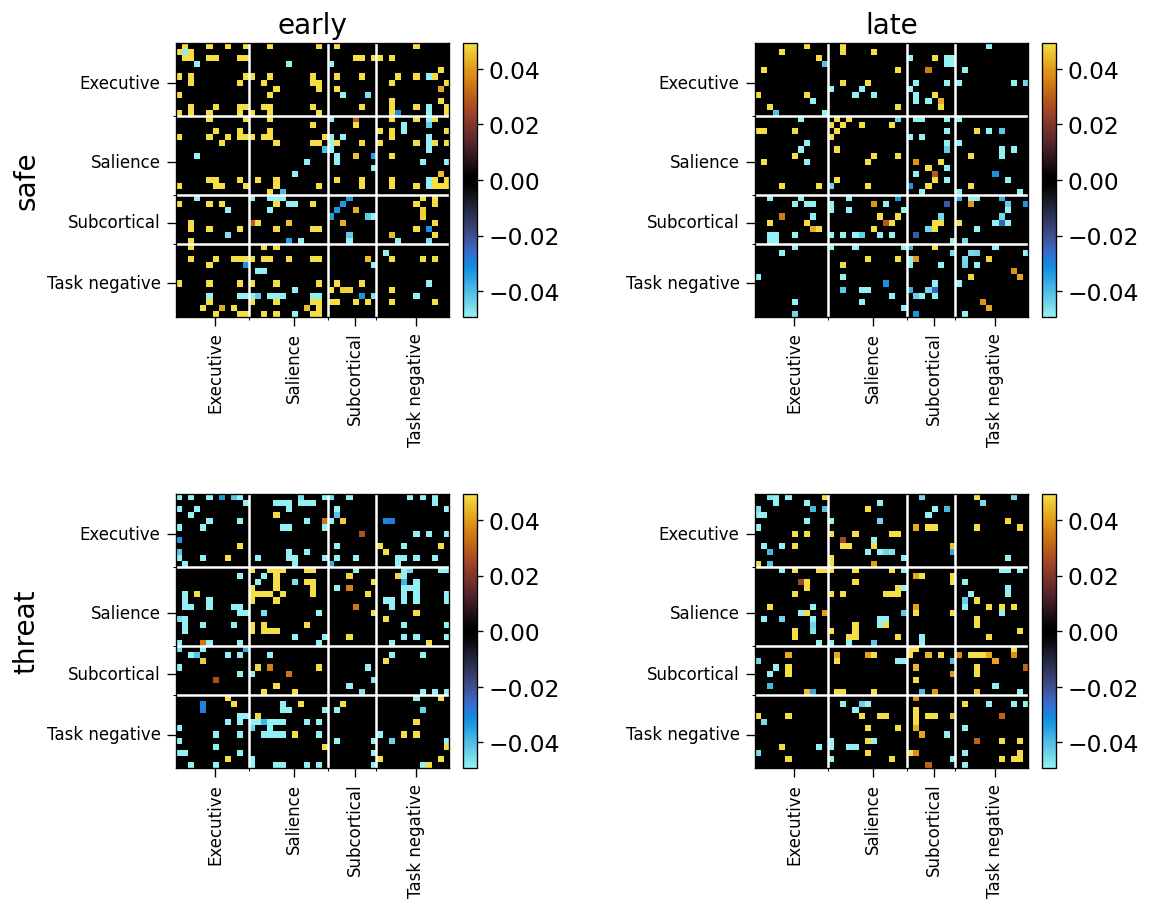 early
late
safe
Executive
Salience
Subcortical
Task negative
0.04
0.02
0.00
−0.02
−0.04
Executive
Salience
Subcortical
Task negative
Executive
Salience
Subcortical
Task negative
0.04
0.02
0.00
−0.02
−0.04
Executive
Salience
Subcortical
Task negative
threat
Executive
Salience
Subcortical
Task negative
0.04
0.02
0.00
−0.02
−0.04
Executive
Salience
Subcortical
Task negative
Executive
Salience
Subcortical
Task negative
0.04
0.02
0.00
−0.02
−0.04
Executive
Salience
Subcortical
Task negative